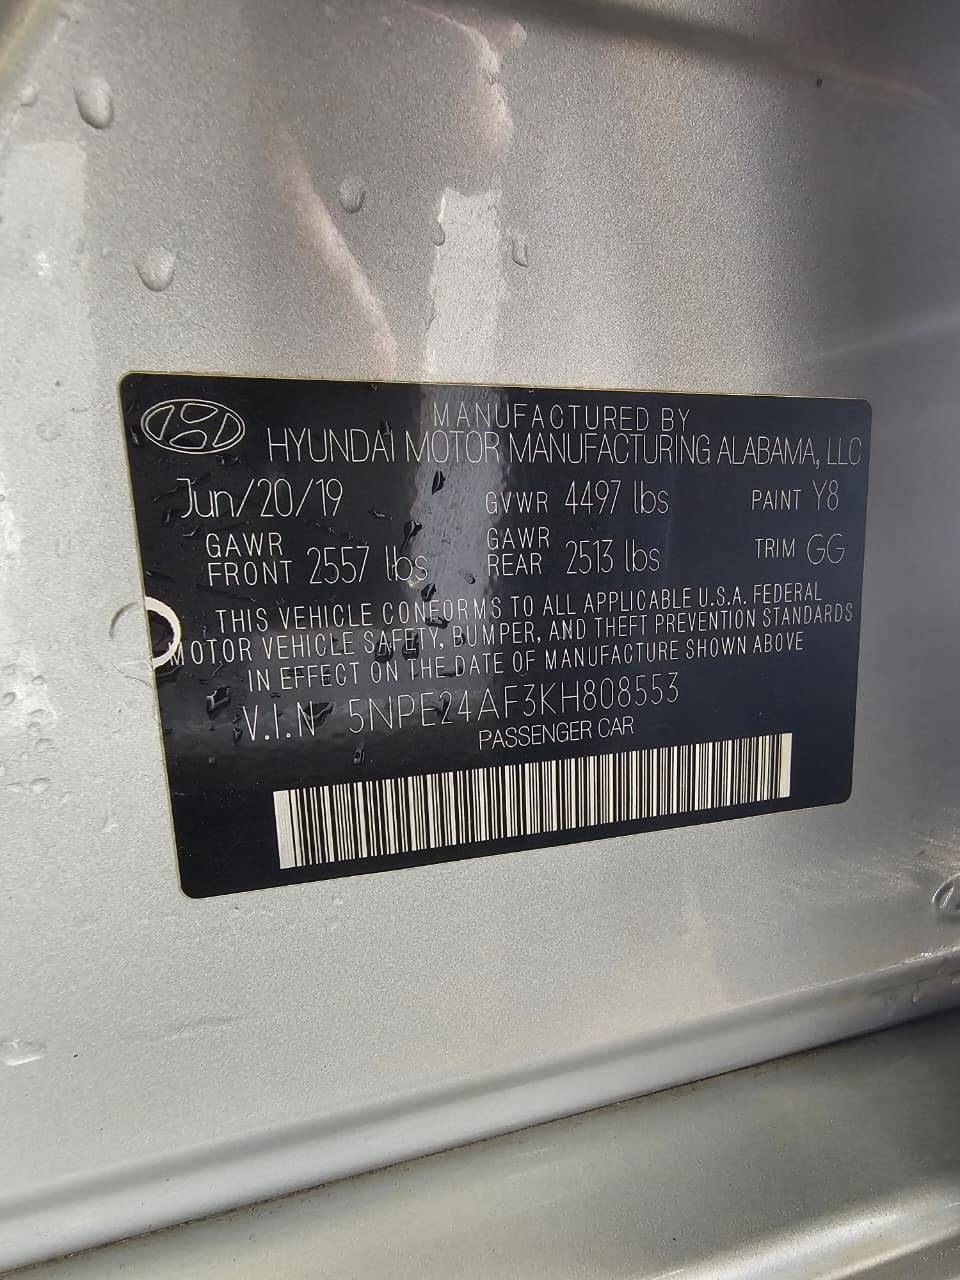 MANUFACTURED BY
HYUNDAI MOTOR MANUFACTURING ALABAMA, LLC
Jun/20/19 GVWR 4497 lbs PAINT Y8
GAWR FRONT 2557 lbs GAWR REAR 2513 lbs TRIM GG
THIS VEHICLE CONFORMS TO ALL APPLICABLE U.S.A. FEDERAL
MOTOR VEHICLE SAFETY, BUMPER, AND THEFT PREVENTION STANDARDS
IN EFFECT ON THE DATE OF MANUFACTURE SHOWN ABOVE
V.I.N 5NPE24AF3KH808553
PASSENGER CAR